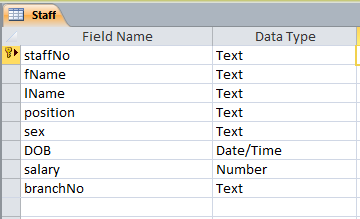 Staff
Field Name Data Type
staffNo Text
fName Text
lName Text
position Text
sex Text
DOB Date/Time
salary Number
branchNo Text